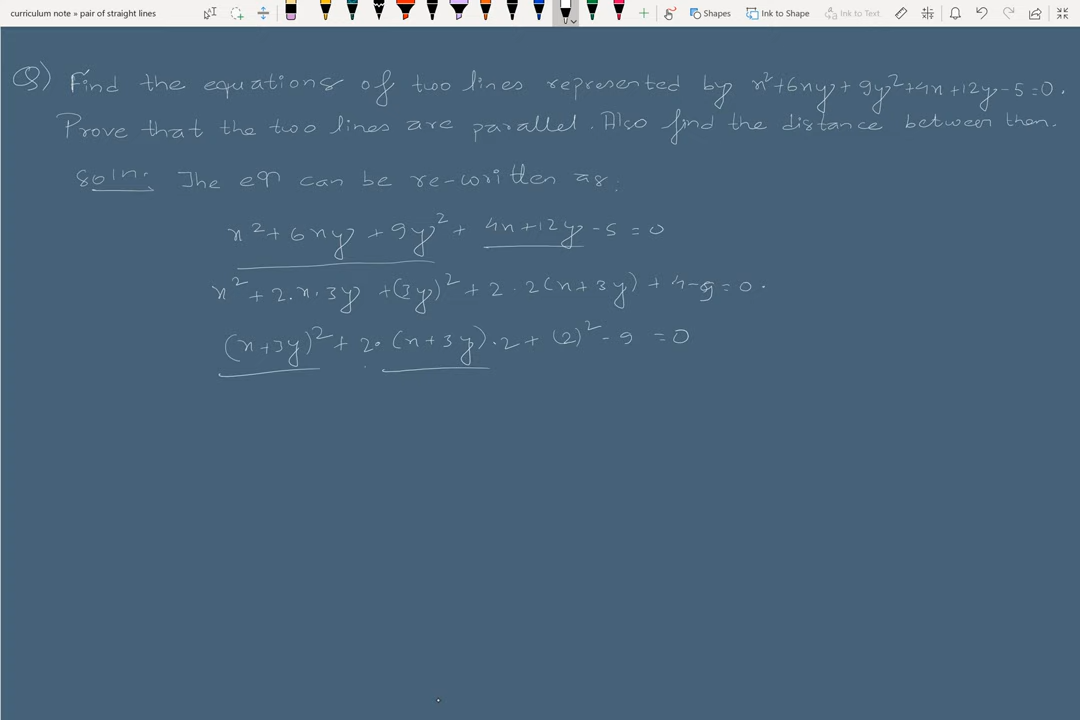 curriculum note » pair of straight lines
Shapes
Ink to Shape
Ink to Text
Q) Find the equations of two lines represented by x²+6xy+9y²+4x+12y-5=0.
Prove that the two lines are parallel. Also find the distance between them.
Soln: The eqn can be re-written as:
x²+6xy+9y²+4x+12y-5=0
x²+2.x.3y+(3y)²+2.2(x+3y)+4-9=0.
(x+3y)²+2.(x+3y).2+(2)²-9=0